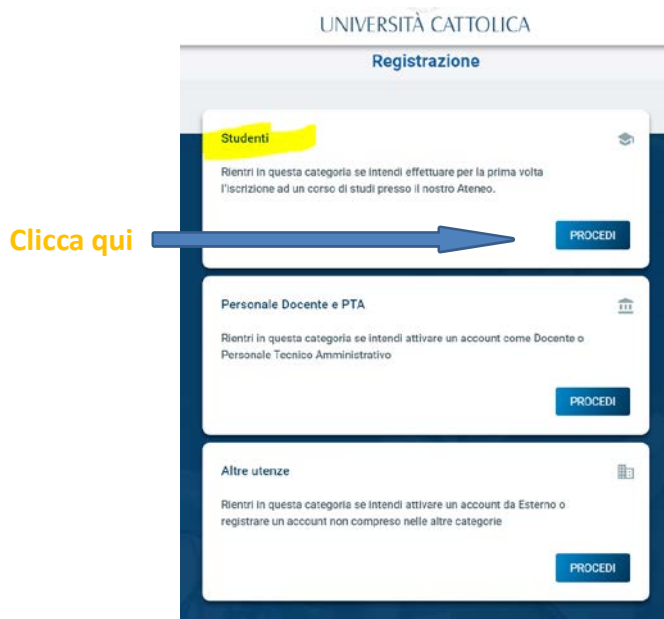 UNIVERSITÀ CATTOLICA
Registrazione
Studenti
Rientri in questa categoria se intendi effettuare per la prima volta
l'iscrizione ad un corso di studi presso il nostro Ateneo.
Clicca qui
PROCEDI
Personale Docente e PTA
Rientri in questa categoria se intendi attivare un account come Docente o
Personale Tecnico Amministrativo
PROCEDI
Altre utenze
Rientri in questa categoria se intendi attivare un account da Esterno o
registrare un account non compreso nelle altre categorie
PROCEDI